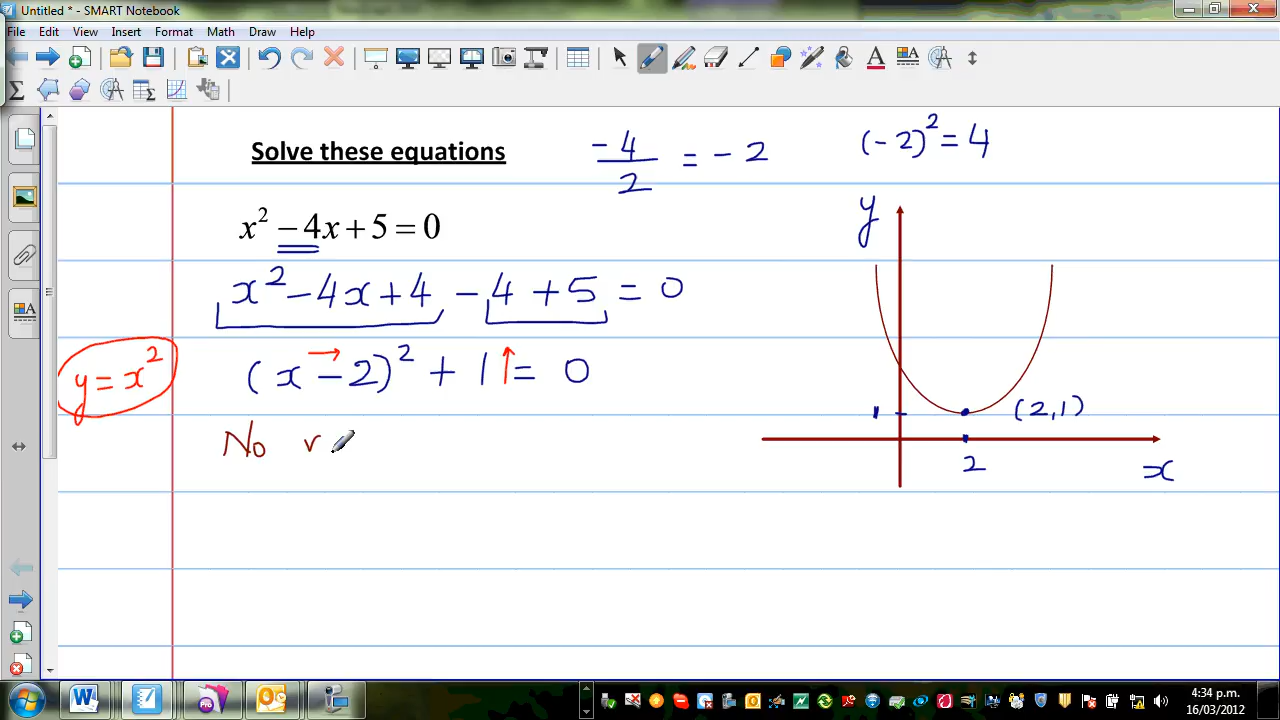 Untitled * - SMART Notebook
File Edit View Insert Format Math Draw Help
Solve these equations
-4/2 = -2
(-2)² = 4
x² - 4x + 5 = 0
x² - 4x + 4 - 4 + 5 = 0
y = x²
(x - 2)² + 1 = 0
No r
y
1
(2,1)
2
x
4:34 p.m.
16/03/2012